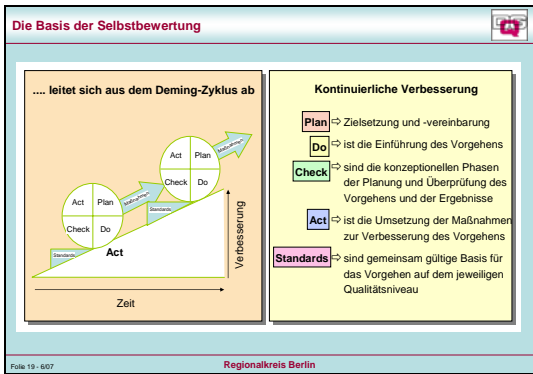 Die Basis der Selbstbewertung
.... leitet sich aus dem Deming-Zyklus ab
Act Plan
Check Do
Maßnahmen
Standards
Act Plan
Check Do
Maßnahmen
Standards
Act
Verbesserung
Zeit
Kontinuierliche Verbesserung
Plan ⇨ Zielsetzung und -vereinbarung
Do ⇨ ist die Einführung des Vorgehens
Check ⇨ sind die konzeptionellen Phasen
der Planung und Überprüfung des
Vorgehens und der Ergebnisse
Act ⇨ ist die Umsetzung der Maßnahmen
zur Verbesserung des Vorgehens
Standards ⇨ sind gemeinsam gültige Basis für
das Vorgehen auf dem jeweiligen
Qualitätsniveau
Folie 19 - 6/07
Regionalkreis Berlin